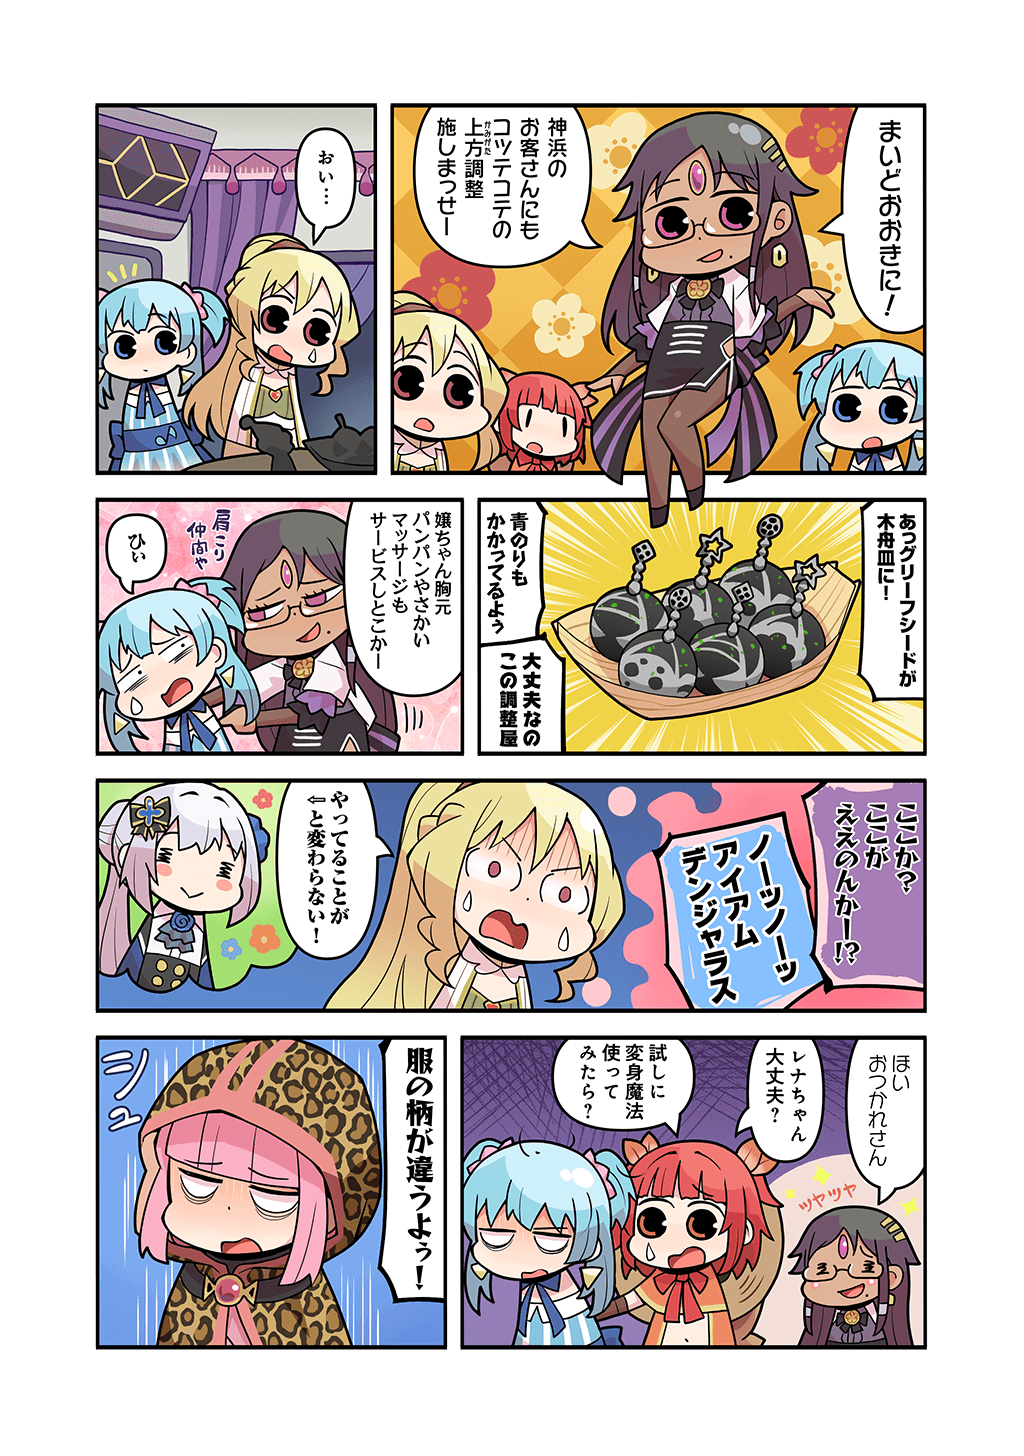 まいどおおきに!
神浜の
お客さんにも
コッテコテの
上方調整
かみがた
施しまっせー
おい…
あっグリーフシードが
木舟皿に!
青のりも
かかってるよぅ
大丈夫なの
この調整屋
嬢ちゃん胸元
パンパンやさかい
マッサージも
サービスしとこかー
肩こり
仲間や
ひぃ
ここか?
ここが
ええのんかー!?
ノーッノーッ
アイアム
デンジャラス
やってることが
⇦と変わらない!
ほい
おつかれさん
ツヤツヤ
レナちゃん
大丈夫?
試しに
変身魔法
使って
みたら?
服の柄が違うよぅ!
シュ